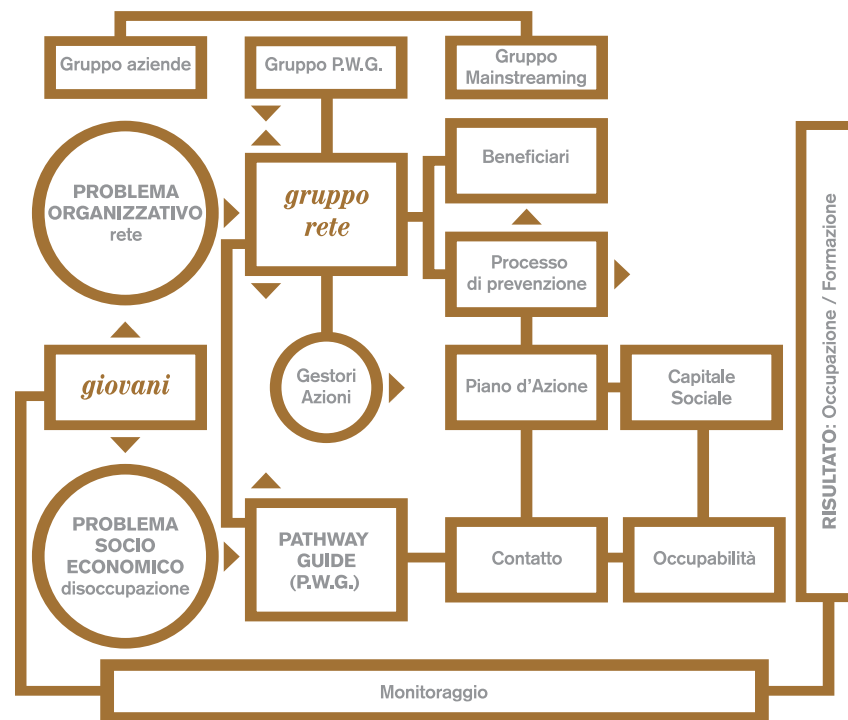 Gruppo aziende
Gruppo P.W.G.
Gruppo
Mainstreaming
PROBLEMA
ORGANIZZATIVO
rete
gruppo
rete
Beneficiari
Processo
di prevenzione
giovani
Gestori
Azioni
Piano d'Azione
Capitale
Sociale
PROBLEMA
SOCIO
ECONOMICO
disoccupazione
PATHWAY
GUIDE
(P.W.G.)
Contatto
Occupabilità
RISULTATO: Occupazione / Formazione
Monitoraggio